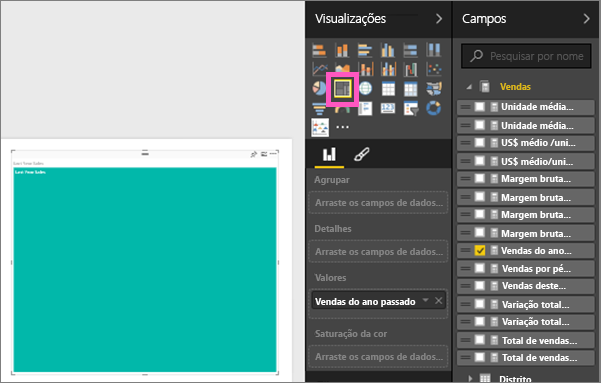 Visualizações
Campos
Pesquisar por nome
Vendas
Unidade média...
Unidade média...
US$ médio /uni...
US$ médio/uni...
Margem bruta...
Margem bruta...
Margem bruta...
Margem bruta...
Vendas do ano...
Vendas por pé...
Vendas deste...
Variação total...
Variação total...
Total de vendas...
Total de vendas...
Distrito
Agrupar
Arraste os campos de dados...
Detalhes
Arraste os campos de dados...
Valores
Vendas do ano passado
Saturação da cor
Arraste os campos de dados...
Last Year Sales
Last Year Sales